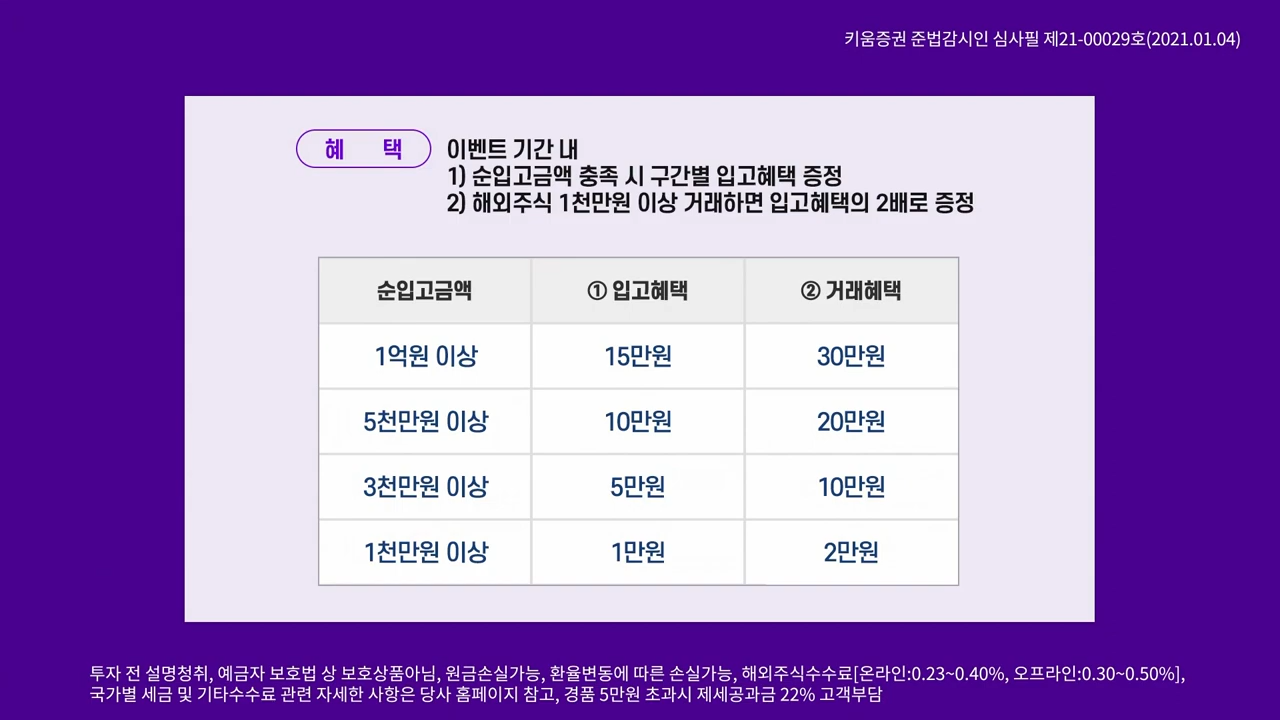 키움증권 준법감시인 심사필 제21-00029호(2021.01.04)
혜 택
이벤트 기간 내
1) 순입고금액 충족 시 구간별 입고혜택 증정
2) 해외주식 1천만원 이상 거래하면 입고혜택의 2배로 증정
순입고금액 ① 입고혜택 ② 거래혜택
1억원 이상 15만원 30만원
5천만원 이상 10만원 20만원
3천만원 이상 5만원 10만원
1천만원 이상 1만원 2만원
투자 전 설명청취, 예금자 보호법 상 보호상품아님, 원금손실가능, 환율변동에 따른 손실가능, 해외주식수수료[온라인:0.23~0.40%, 오프라인:0.30~0.50%],
국가별 세금 및 기타수수료 관련 자세한 사항은 당사 홈페이지 참고, 경품 5만원 초과시 제세공과금 22% 고객부담